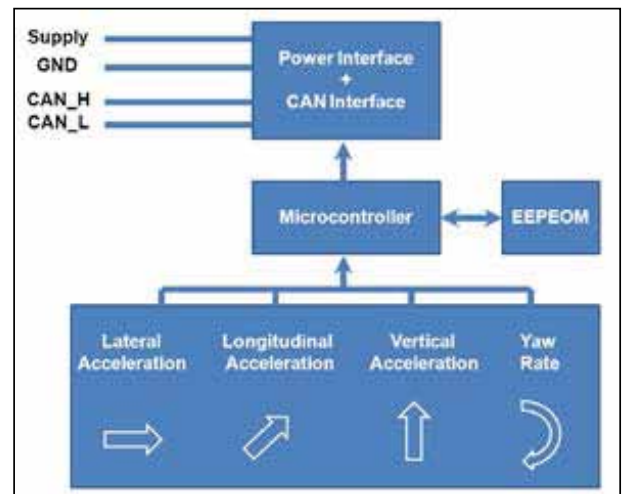 Supply
GND
CAN_H
CAN_L
Power Interface
+
CAN Interface
Microcontroller
EEPEOM
Lateral
Acceleration
Longitudinal
Acceleration
Vertical
Acceleration
Yaw
Rate